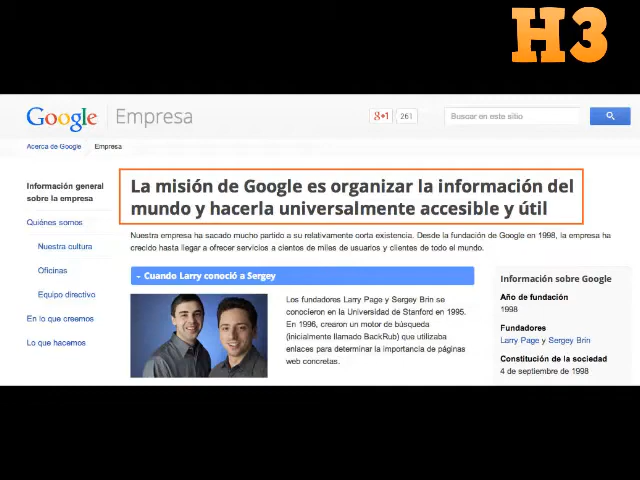 H3
Google Empresa
g+1 261
Buscar en este sitio
Acerca de Google Empresa
Información general
sobre la empresa
Quiénes somos
Nuestra cultura
Oficinas
Equipo directivo
En lo que creemos
Lo que hacemos
La misión de Google es organizar la información del
mundo y hacerla universalmente accesible y útil
Nuestra empresa ha sacado mucho partido a su relativamente corta existencia. Desde la fundación de Google en 1998, la empresa ha
crecido hasta llegar a ofrecer servicios a cientos de miles de usuarios y clientes de todo el mundo.
- Cuando Larry conoció a Sergey
Los fundadores Larry Page y Sergey Brin se
conocieron en la Universidad de Stanford en 1995.
En 1996, crearon un motor de búsqueda
(inicialmente llamado BackRub) que utilizaba
enlaces para determinar la importancia de páginas
web concretas.
Información sobre Google
Año de fundación
1998
Fundadores
Larry Page y Sergey Brin
Constitución de la sociedad
4 de septiembre de 1998